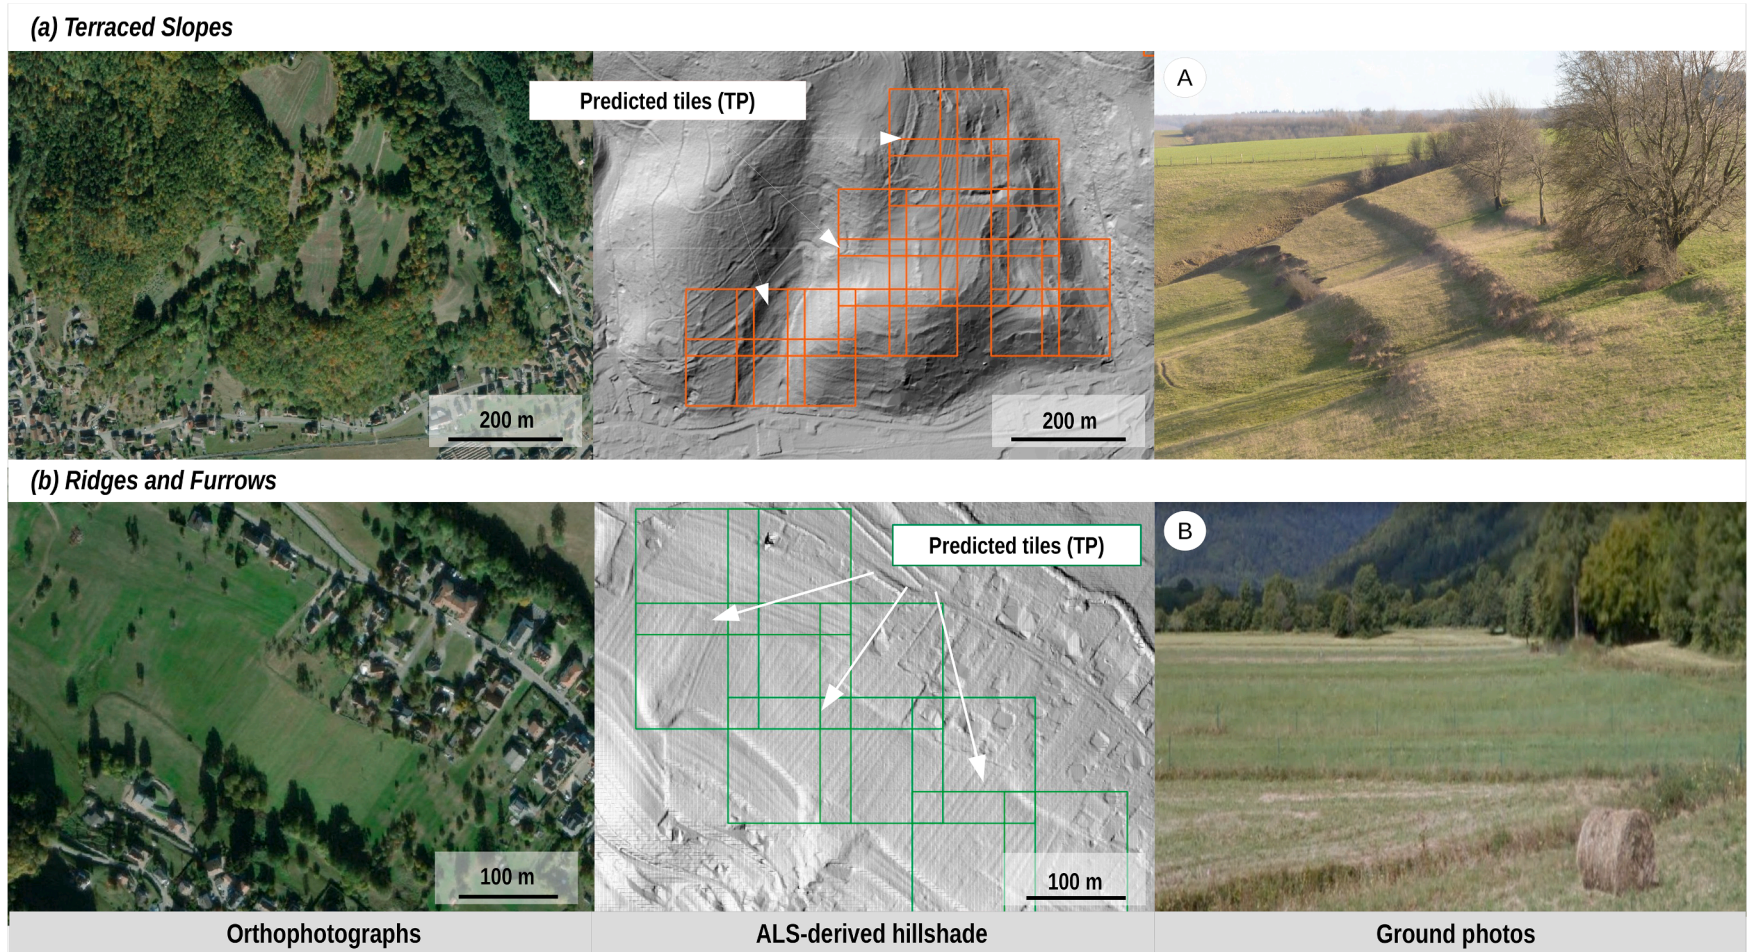 (a) Terraced Slopes
Predicted tiles (TP)
A
200 m
200 m
(b) Ridges and Furrows
Predicted tiles (TP)
B
100 m
100 m
Orthophotographs
ALS-derived hillshade
Ground photos